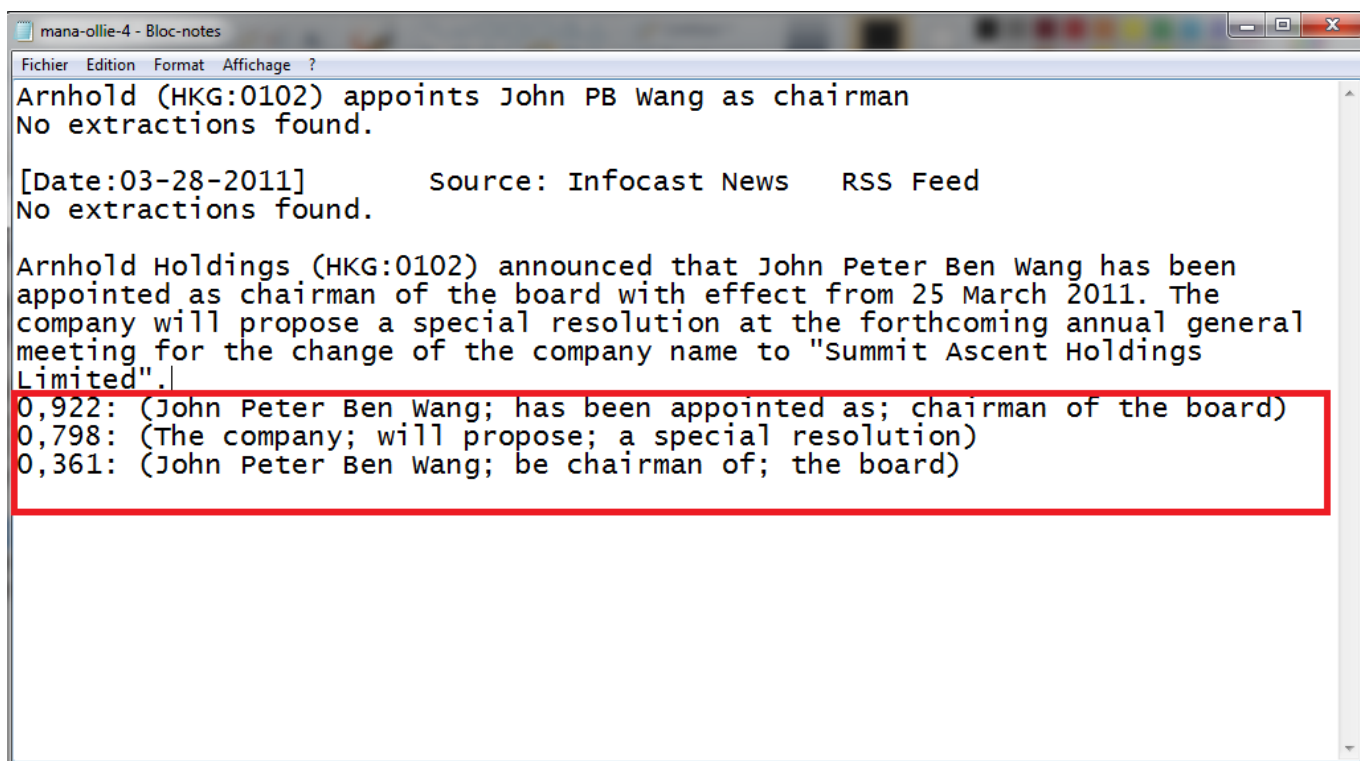 mana-ollie-4 - Bloc-notes
Fichier Edition Format Affichage ?
Arnhold (HKG:0102) appoints John PB Wang as chairman
No extractions found.
[Date:03-28-2011] Source: Infocast News RSS Feed
No extractions found.
Arnhold Holdings (HKG:0102) announced that John Peter Ben Wang has been
appointed as chairman of the board with effect from 25 March 2011. The
company will propose a special resolution at the forthcoming annual general
meeting for the change of the company name to "Summit Ascent Holdings
Limited".
0,922: (John Peter Ben Wang; has been appointed as; chairman of the board)
0,798: (The company; will propose; a special resolution)
0,361: (John Peter Ben Wang; be chairman of; the board)